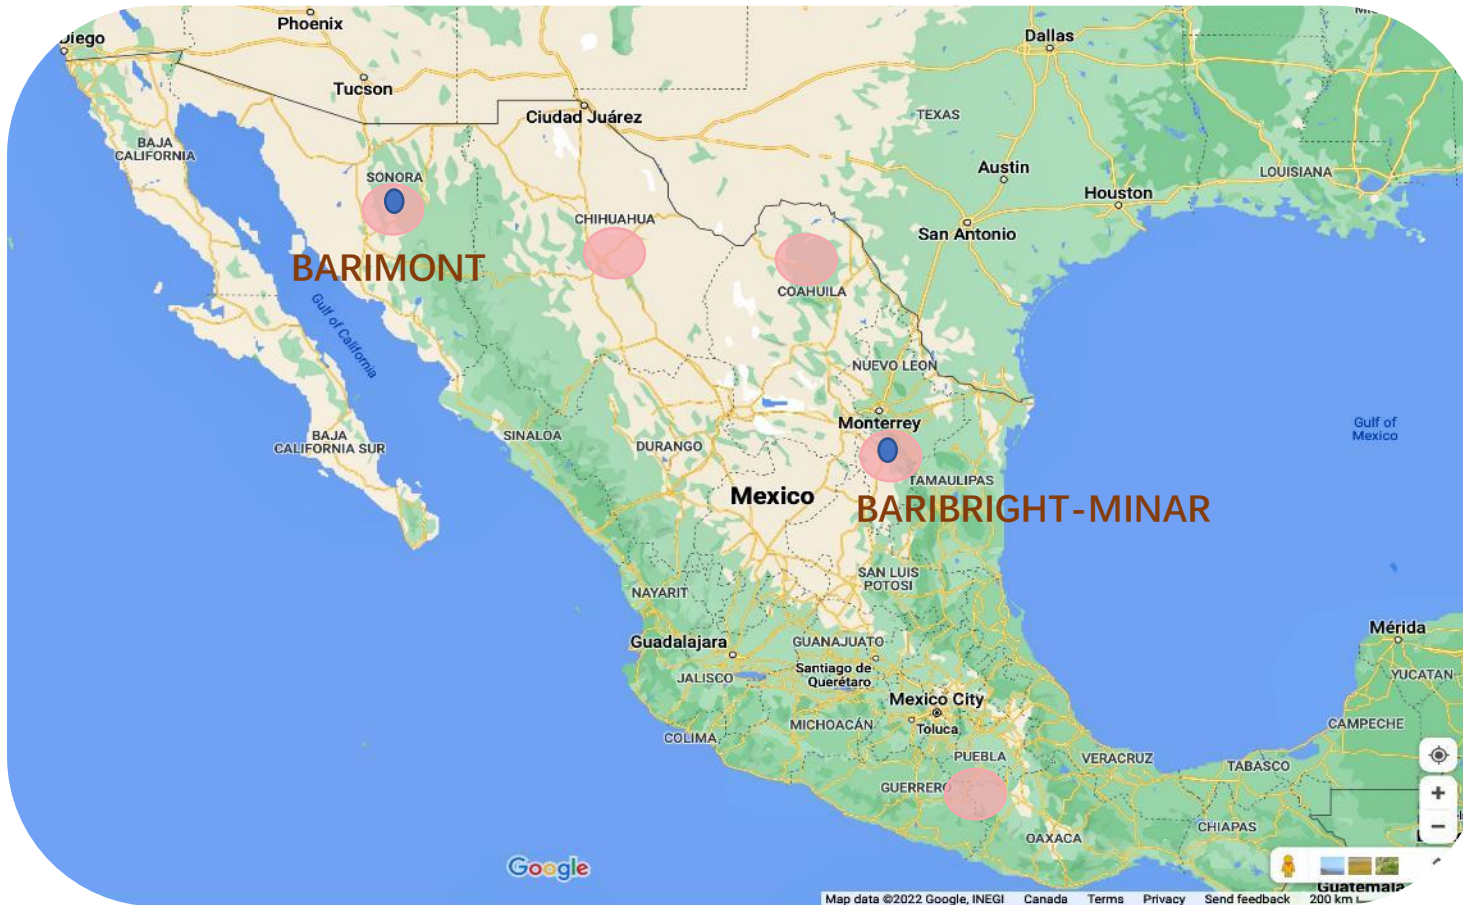 Diego
Phoenix
Tucson
Ciudad Juárez
Dallas
TEXAS
Austin
Houston
San Antonio
LOUISIANA
BAJA
CALIFORNIA
SONORA
CHIHUAHUA
COAHUILA
BARIMONT
Gulf of California
NUEVO LEON
Monterrey
BAJA
CALIFORNIA SUR
SINALOA
DURANGO
TAMAULIPAS
Gulf of
Mexico
Mexico
BARIBRIGHT-MINAR
SAN LUIS
POTOSI
NAYARIT
Guadalajara
GUANAJUATO
Santiago de
Querétaro
JALISCO
Mérida
YUCATAN
Mexico City
Toluca
MICHOACÁN
COLIMA
CAMPECHE
PUEBLA
VERACRUZ
TABASCO
GUERRERO
OAXACA
CHIAPAS
Guatemala
Google
Map data ©2022 Google, INEGI Canada Terms Privacy Send feedback 200 km